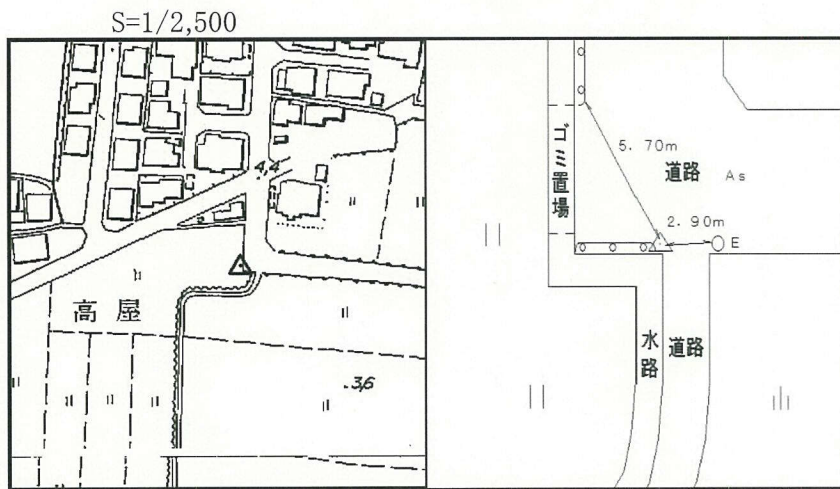 S=1/2,500
4,4
高屋
3,6
ゴミ置場
5.70m
道路 As
2.90m
E
水路
道路